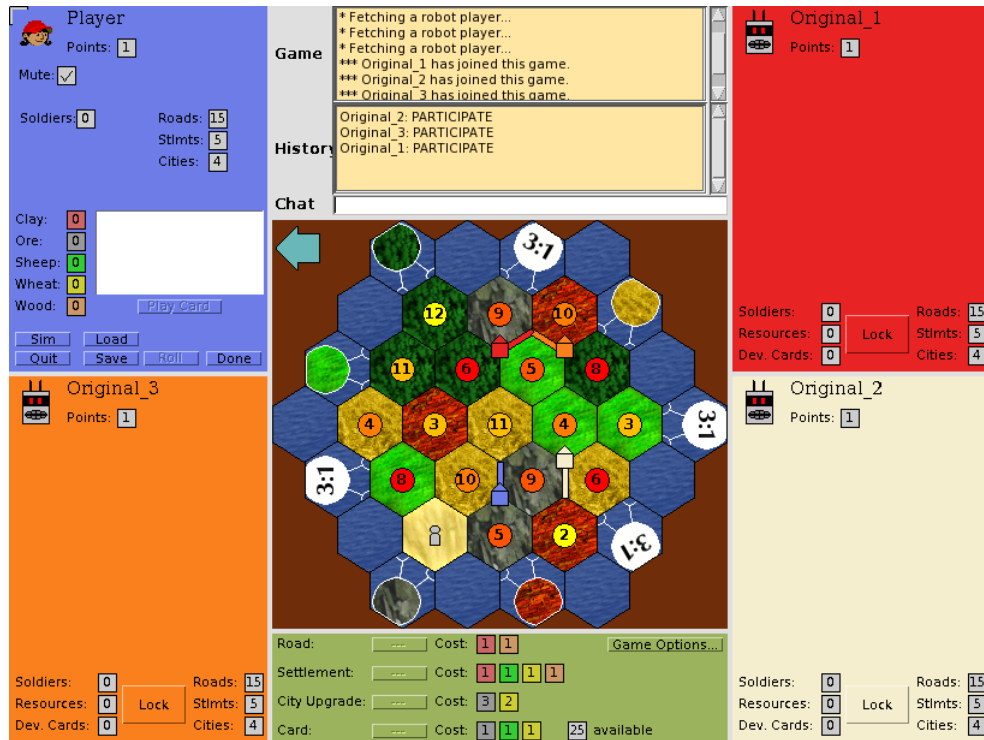 Player
Points: 1
Mute:
Soldiers: 0 Roads: 15
Stlmts: 5
Cities: 4
Clay: 0
Ore: 0
Sheep: 0
Wheat: 0
Wood: 0
Play Card
Sim Load
Quit Save Roll Done
Game
* Fetching a robot player...
* Fetching a robot player...
* Fetching a robot player...
*** Original_1 has joined this game.
*** Original_2 has joined this game.
*** Original_3 has joined this game.
History
Original_2: PARTICIPATE
Original_3: PARTICIPATE
Original_1: PARTICIPATE
Chat
Original_1
Points: 1
Soldiers: 0 Roads: 15
Resources: 0 Lock Stlmts: 5
Dev. Cards: 0 Cities: 4
3:1
12 9 10
11 6 5 8
4 3 11 4 3
3:1
3:1
8 10 9 6
5 2
3:1
Original_3
Points: 1
Soldiers: 0 Roads: 15
Resources: 0 Lock Stlmts: 5
Dev. Cards: 0 Cities: 4
Original_2
Points: 1
Soldiers: 0 Roads: 15
Resources: 0 Lock Stlmts: 5
Dev. Cards: 0 Cities: 4
Road: --- Cost: 1 1 Game Options...
Settlement: --- Cost: 1 1 1 1
City Upgrade: --- Cost: 3 2
Card: --- Cost: 1 1 1 25 available